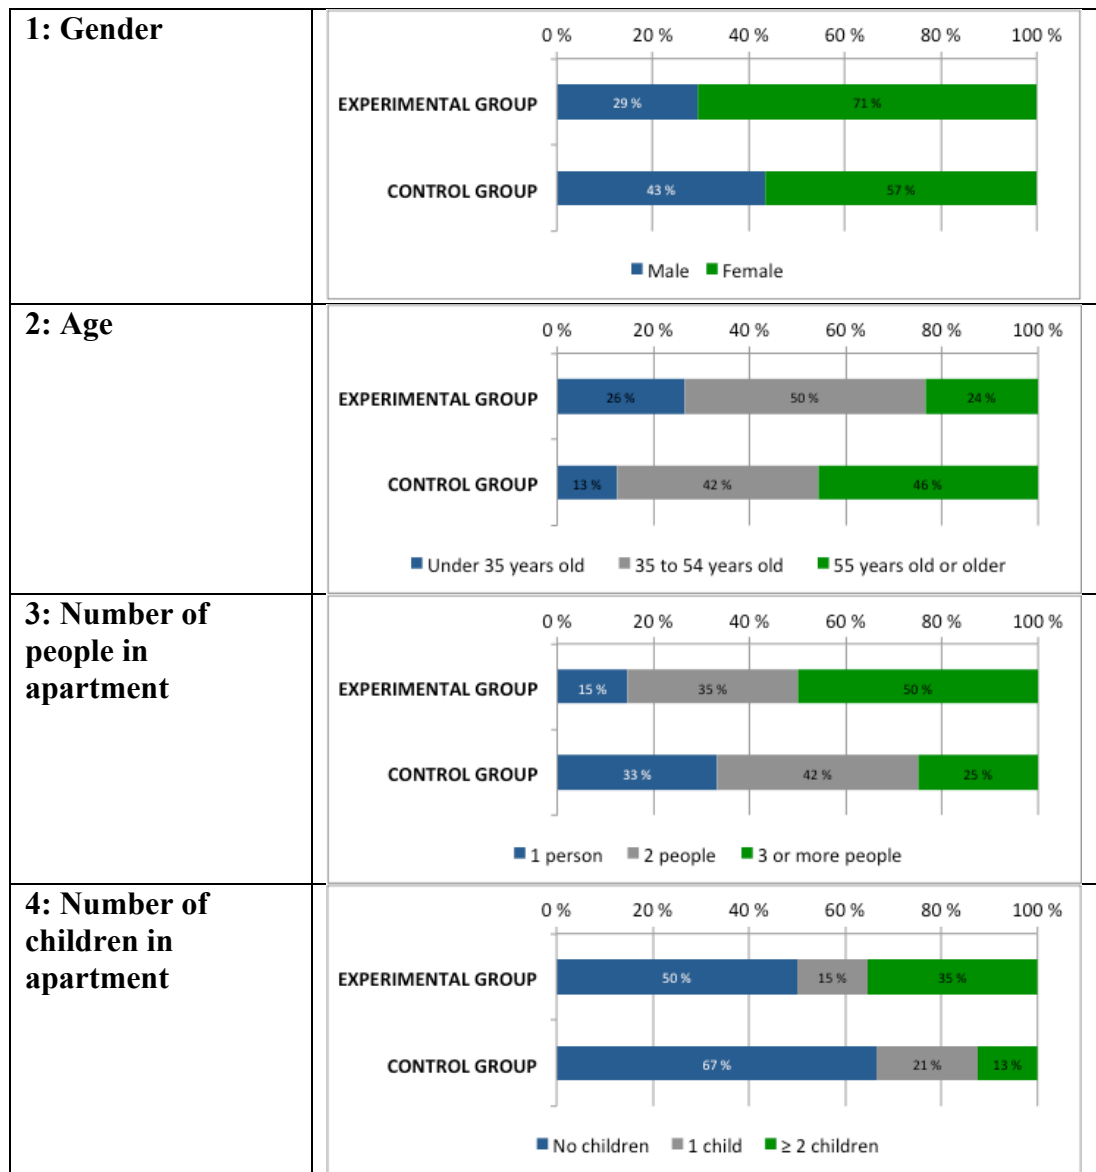 1: Gender
0 % 20 % 40 % 60 % 80 % 100 %
EXPERIMENTAL GROUP 29 % 71 %
CONTROL GROUP 43 % 57 %
Male Female
2: Age
0 % 20 % 40 % 60 % 80 % 100 %
EXPERIMENTAL GROUP 26 % 50 % 24 %
CONTROL GROUP 13 % 42 % 46 %
Under 35 years old 35 to 54 years old 55 years old or older
3: Number of
people in
apartment
0 % 20 % 40 % 60 % 80 % 100 %
EXPERIMENTAL GROUP 15 % 35 % 50 %
CONTROL GROUP 33 % 42 % 25 %
1 person 2 people 3 or more people
4: Number of
children in
apartment
0 % 20 % 40 % 60 % 80 % 100 %
EXPERIMENTAL GROUP 50 % 15 % 35 %
CONTROL GROUP 67 % 21 % 13 %
No children 1 child ≥ 2 children